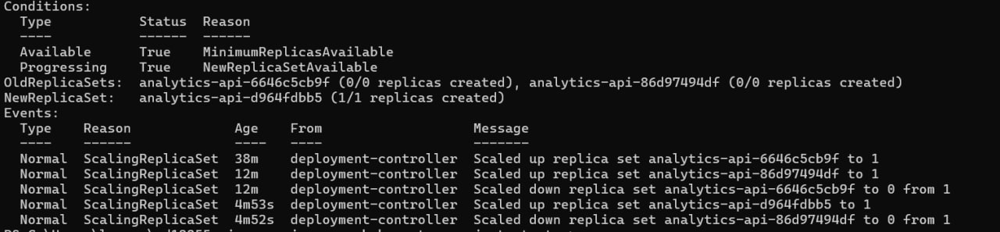 Conditions:
  Type           Status  Reason
  ----           ------  ------
  Available      True    MinimumReplicasAvailable
  Progressing    True    NewReplicaSetAvailable
OldReplicaSets:  analytics-api-6646c5cb9f (0/0 replicas created), analytics-api-86d97494df (0/0 replicas created)
NewReplicaSet:   analytics-api-d964fdbb5 (1/1 replicas created)
Events:
  Type    Reason             Age    From                   Message
  ----    ------             ----   ----                   -------
  Normal  ScalingReplicaSet  38m    deployment-controller  Scaled up replica set analytics-api-6646c5cb9f to 1
  Normal  ScalingReplicaSet  12m    deployment-controller  Scaled up replica set analytics-api-86d97494df to 1
  Normal  ScalingReplicaSet  12m    deployment-controller  Scaled down replica set analytics-api-6646c5cb9f to 0 from 1
  Normal  ScalingReplicaSet  4m53s  deployment-controller  Scaled up replica set analytics-api-d964fdbb5 to 1
  Normal  ScalingReplicaSet  4m52s  deployment-controller  Scaled down replica set analytics-api-86d97494df to 0 from 1